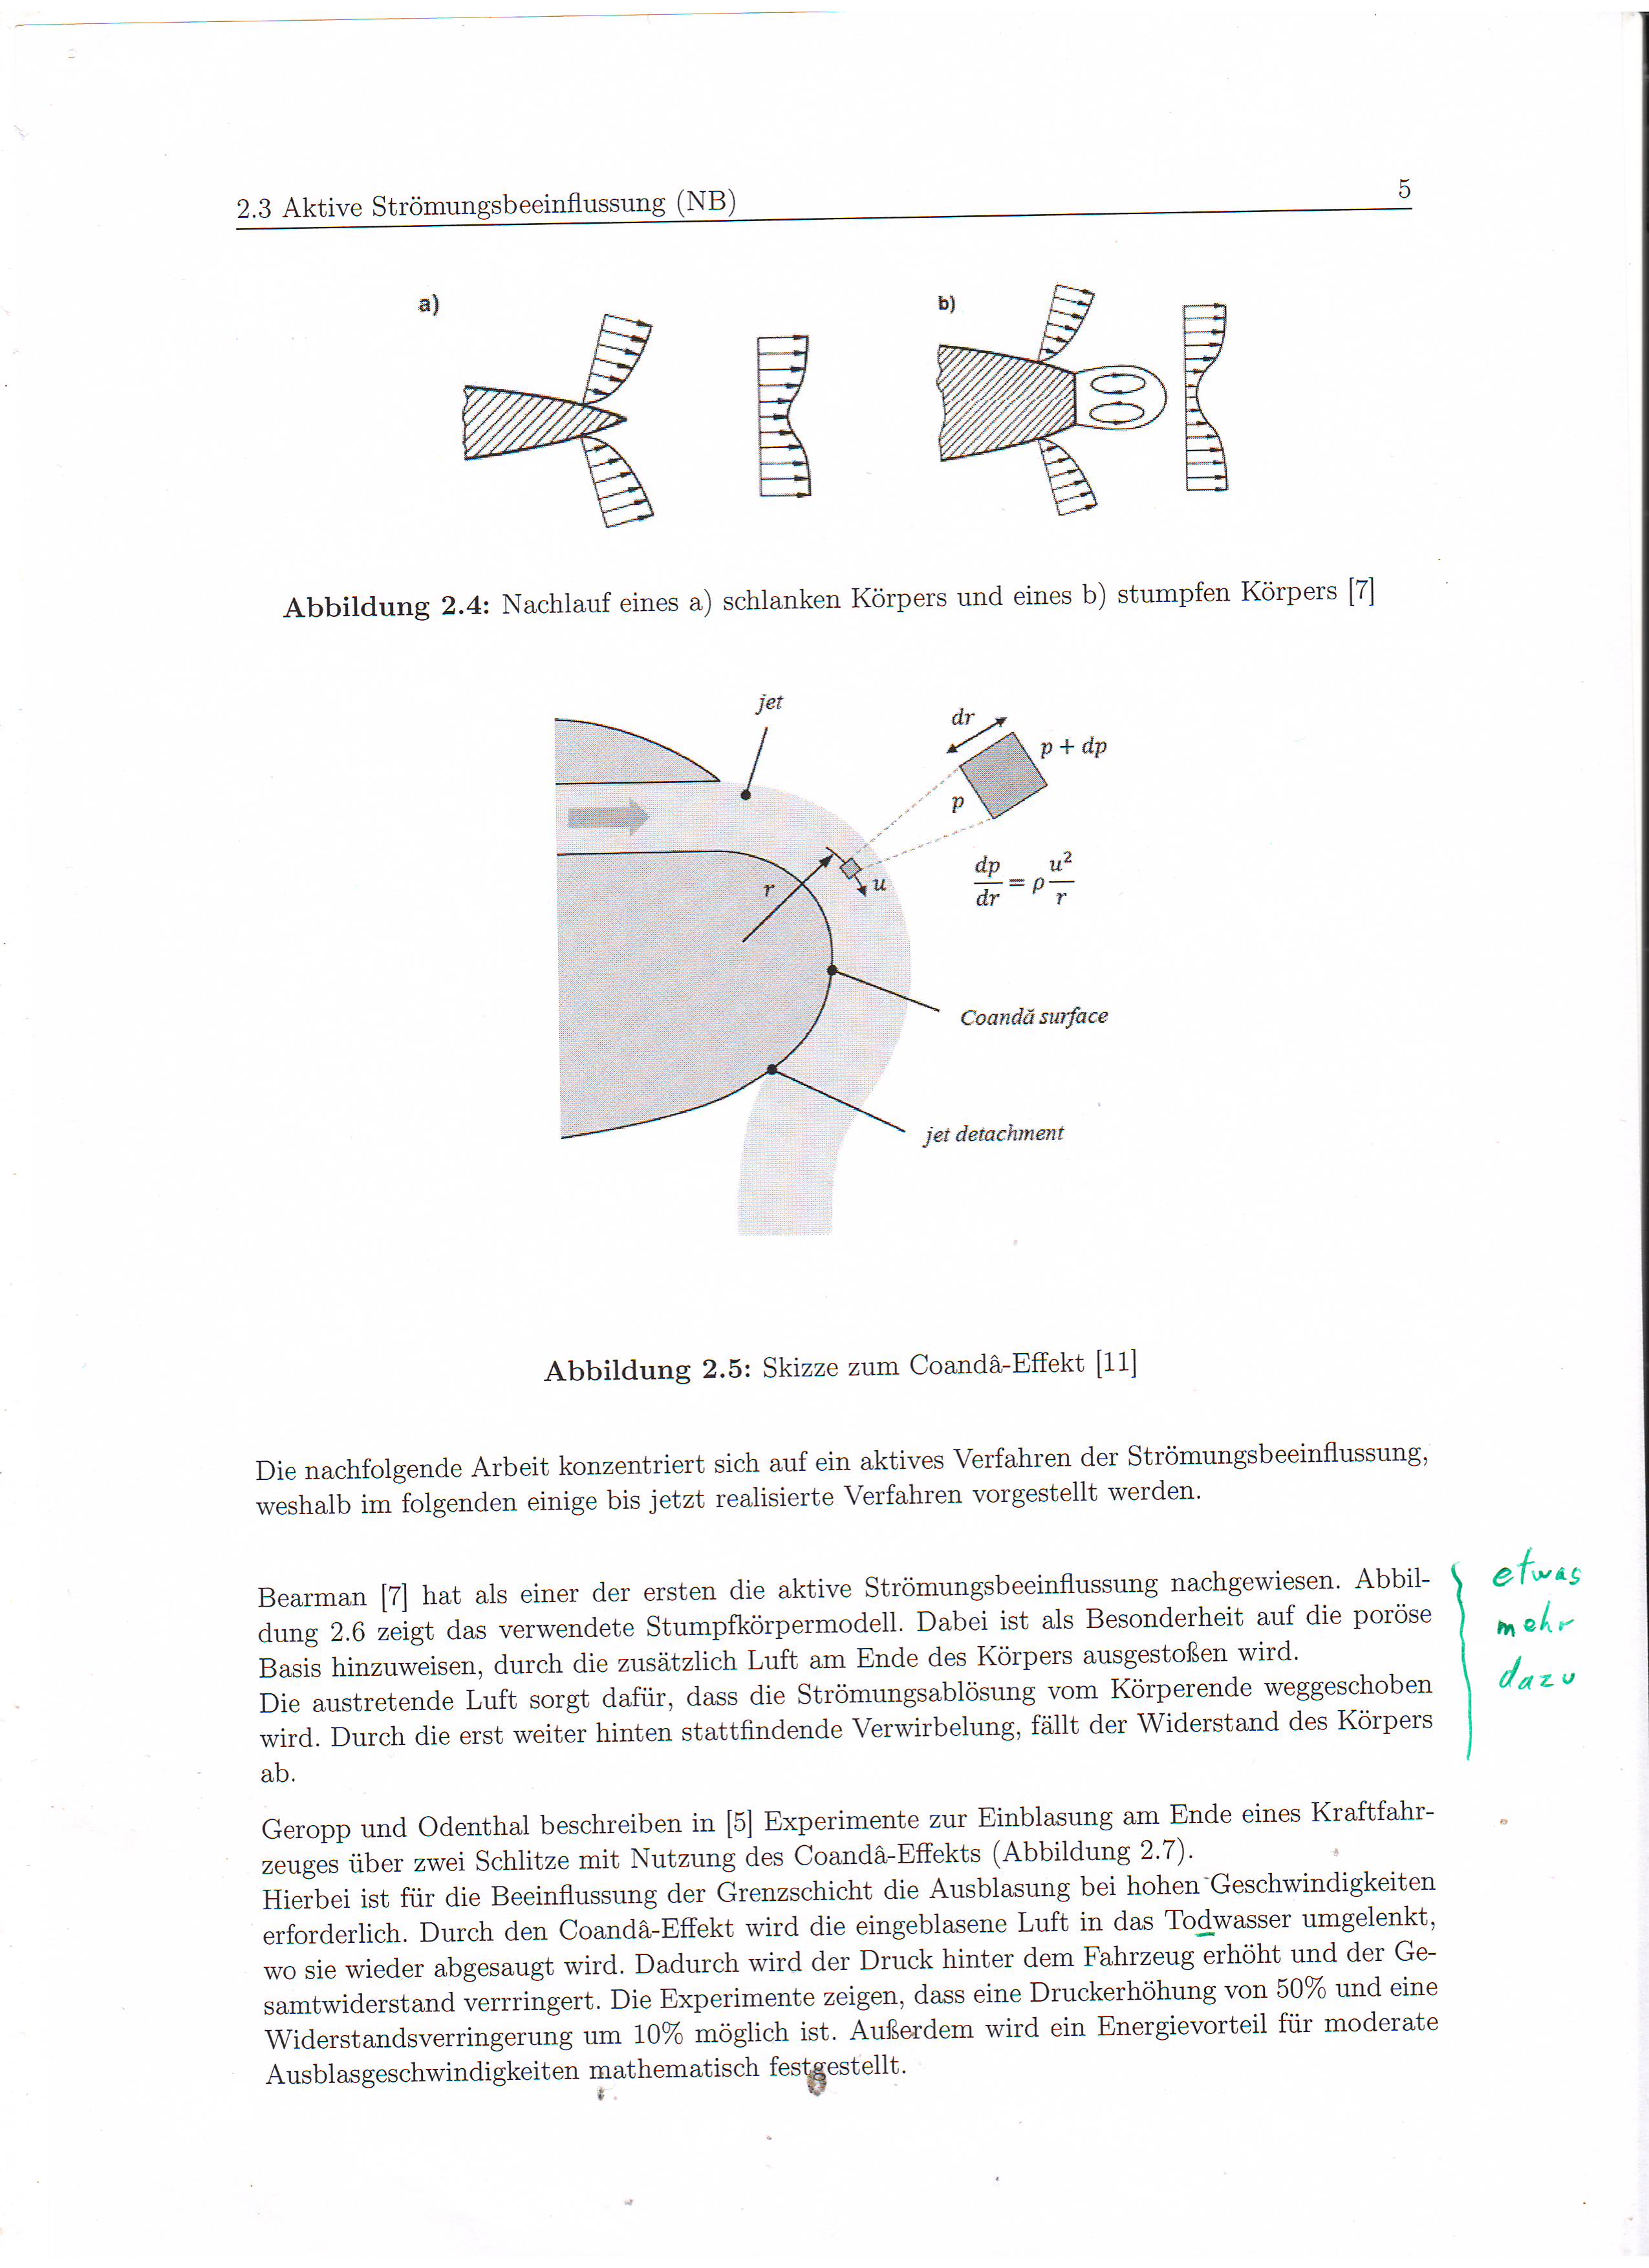 2.3 Aktive Strömungsbeeinflussung (NB) 5
a) b)
Abbildung 2.4: Nachlauf eines a) schlanken Körpers und eines b) stumpfen Körpers [7]
jet
dr
p + dp
p
dp/dr = ρ u²/r
r
u
Coandă surface
jet detachment
Abbildung 2.5: Skizze zum Coandâ-Effekt [11]
Die nachfolgende Arbeit konzentriert sich auf ein aktives Verfahren der Strömungsbeeinflussung,
weshalb im folgenden einige bis jetzt realisierte Verfahren vorgestellt werden.
Bearman [7] hat als einer der ersten die aktive Strömungsbeeinflussung nachgewiesen. Abbil-
dung 2.6 zeigt das verwendete Stumpfkörpermodell. Dabei ist als Besonderheit auf die poröse
Basis hinzuweisen, durch die zusätzlich Luft am Ende des Körpers ausgestoßen wird.
Die austretende Luft sorgt dafür, dass die Strömungsablösung vom Körperende weggeschoben
wird. Durch die erst weiter hinten stattfindende Verwirbelung, fällt der Widerstand des Körpers
ab.
etwas
mehr
dazu
Geropp und Odenthal beschreiben in [5] Experimente zur Einblasung am Ende eines Kraftfahr-
zeuges über zwei Schlitze mit Nutzung des Coandâ-Effekts (Abbildung 2.7).
Hierbei ist für die Beeinflussung der Grenzschicht die Ausblasung bei hohen Geschwindigkeiten
erforderlich. Durch den Coandâ-Effekt wird die eingeblasene Luft in das Todwasser umgelenkt,
wo sie wieder abgesaugt wird. Dadurch wird der Druck hinter dem Fahrzeug erhöht und der Ge-
samtwiderstand verrringert. Die Experimente zeigen, dass eine Druckerhöhung von 50% und eine
Widerstandsverringerung um 10% möglich ist. Außerdem wird ein Energievorteil für moderate
Ausblasgeschwindigkeiten mathematisch festgestellt.